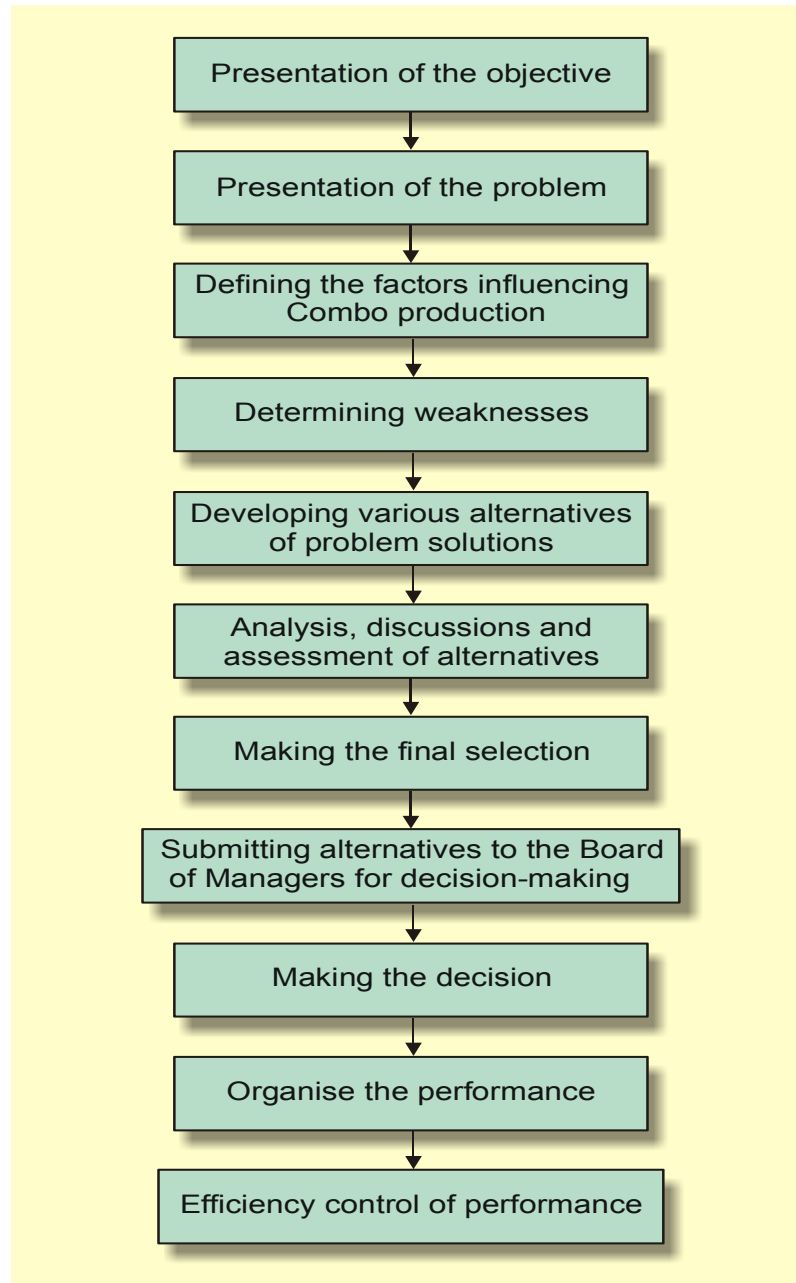 Presentation of the objective
Presentation of the problem
Defining the factors influencing
Combo production
Determining weaknesses
Developing various alternatives
of problem solutions
Analysis, discussions and
assessment of alternatives
Making the final selection
Submitting alternatives to the Board
of Managers for decision-making
Making the decision
Organise the performance
Efficiency control of performance